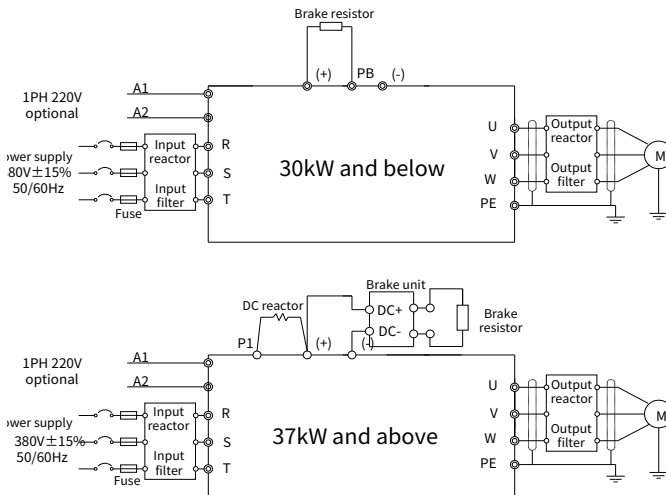 Brake resistor
(+) PB (-)
A1
1PH 220V
optional
A2
Input
reactor
Input
filter
R
S
T
ower supply
80V±15%
50/60Hz
Fuse
30kW and below
U
V
W
PE
Output
reactor
Output
filter
M
Brake unit
DC reactor
DC+
DC-
Brake
resistor
P1 (+) (-)
A1
1PH 220V
optional
A2
Input
reactor
Input
filter
R
S
T
ower supply
380V±15%
50/60Hz
Fuse
37kW and above
U
V
W
PE
Output
reactor
Output
filter
M